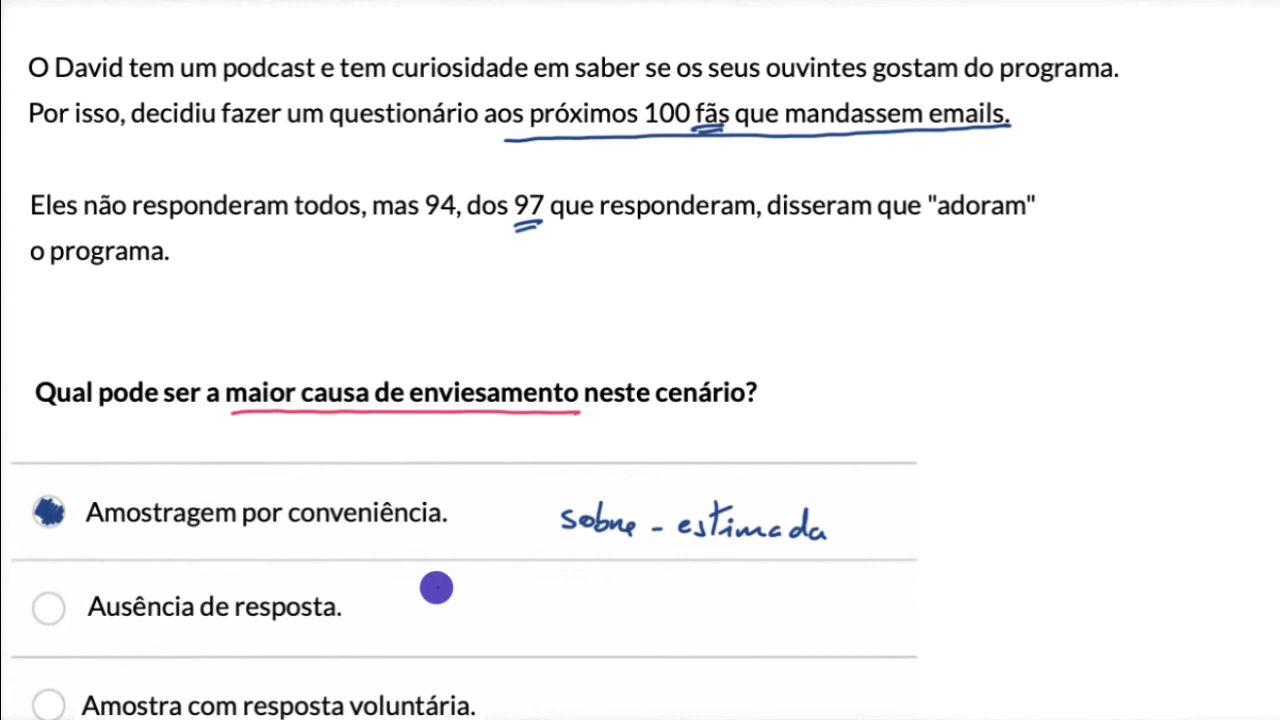 O David tem um podcast e tem curiosidade em saber se os seus ouvintes gostam do programa.
Por isso, decidiu fazer um questionário aos próximos 100 fãs que mandassem emails.
Eles não responderam todos, mas 94, dos 97 que responderam, disseram que "adoram"
o programa.
Qual pode ser a maior causa de enviesamento neste cenário?
Amostragem por conveniência.
sobre - estimada
Ausência de resposta.
Amostra com resposta voluntária.